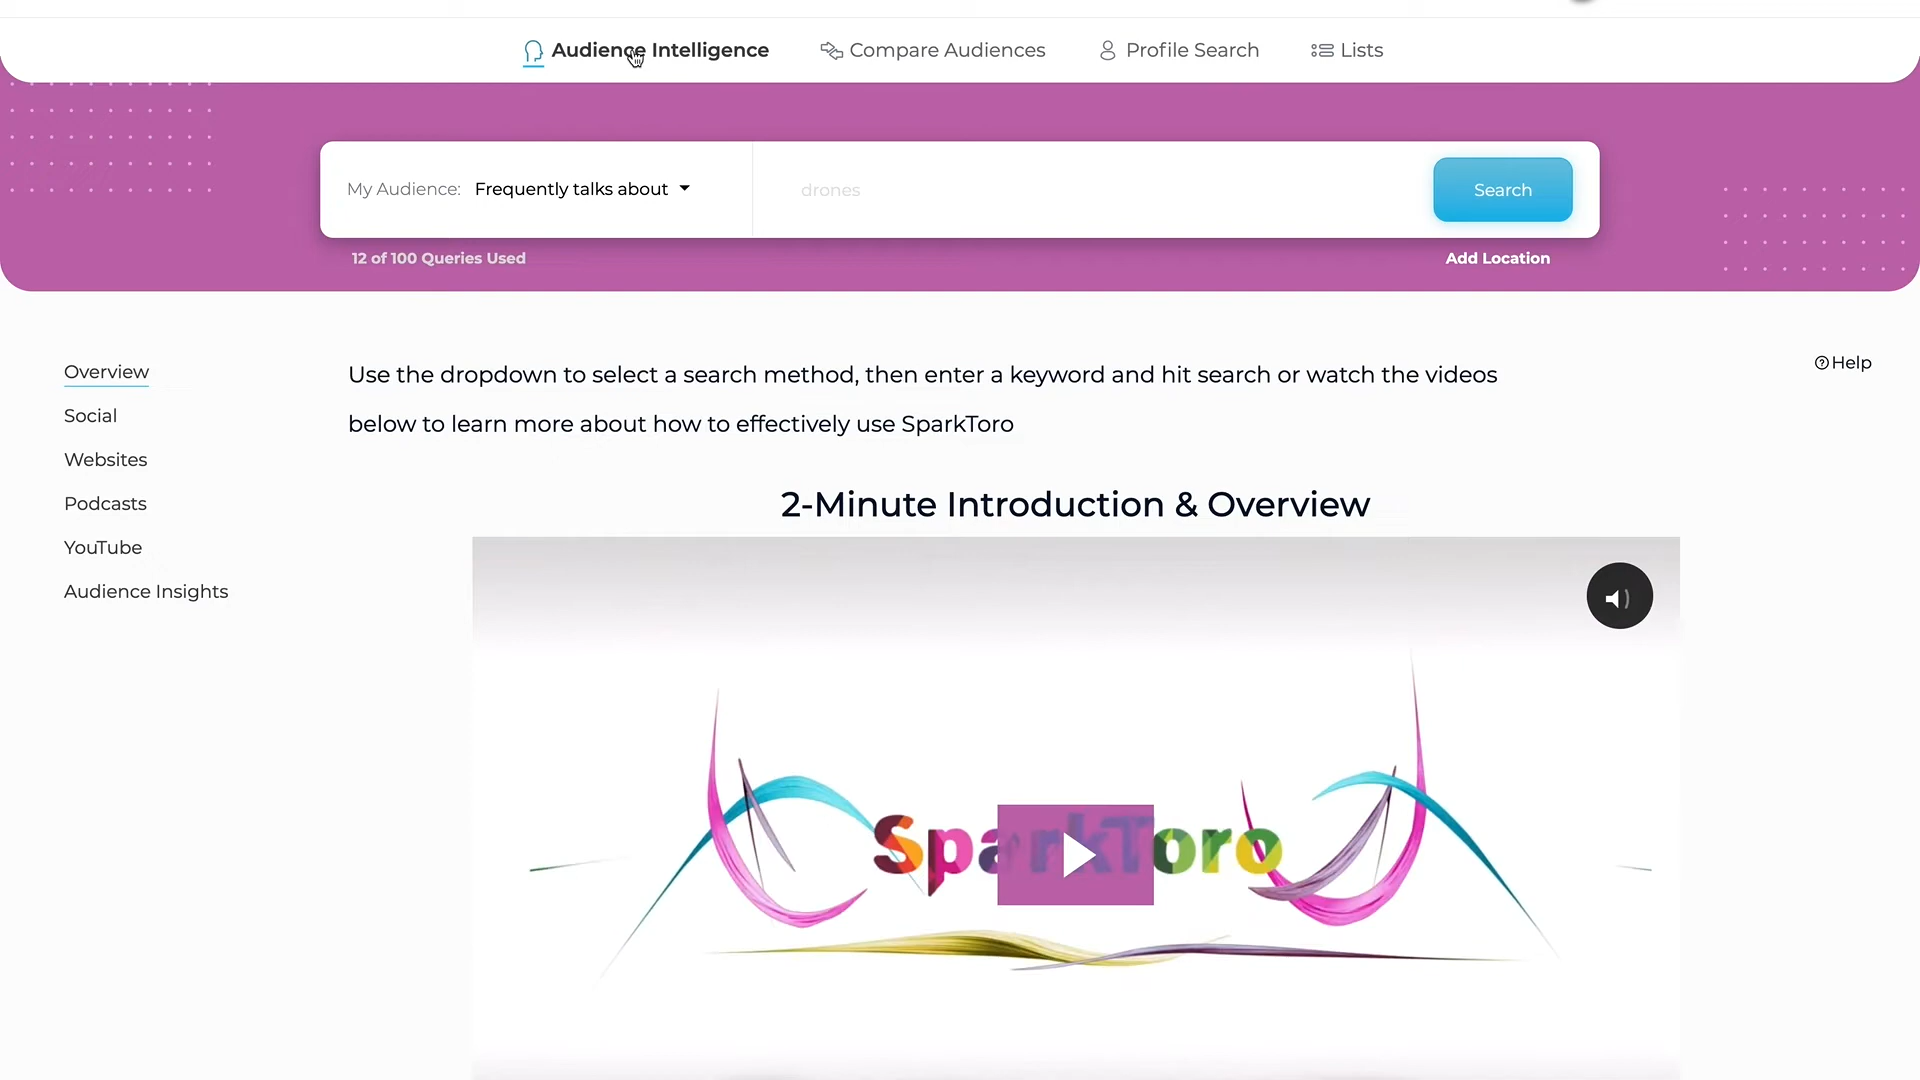 Audience Intelligence
Compare Audiences
Profile Search
Lists
My Audience: Frequently talks about
drones
Search
12 of 100 Queries Used
Add Location
Overview
Social
Websites
Podcasts
YouTube
Audience Insights
Help
Use the dropdown to select a search method, then enter a keyword and hit search or watch the videos
below to learn more about how to effectively use SparkToro
2-Minute Introduction & Overview
SparkToro